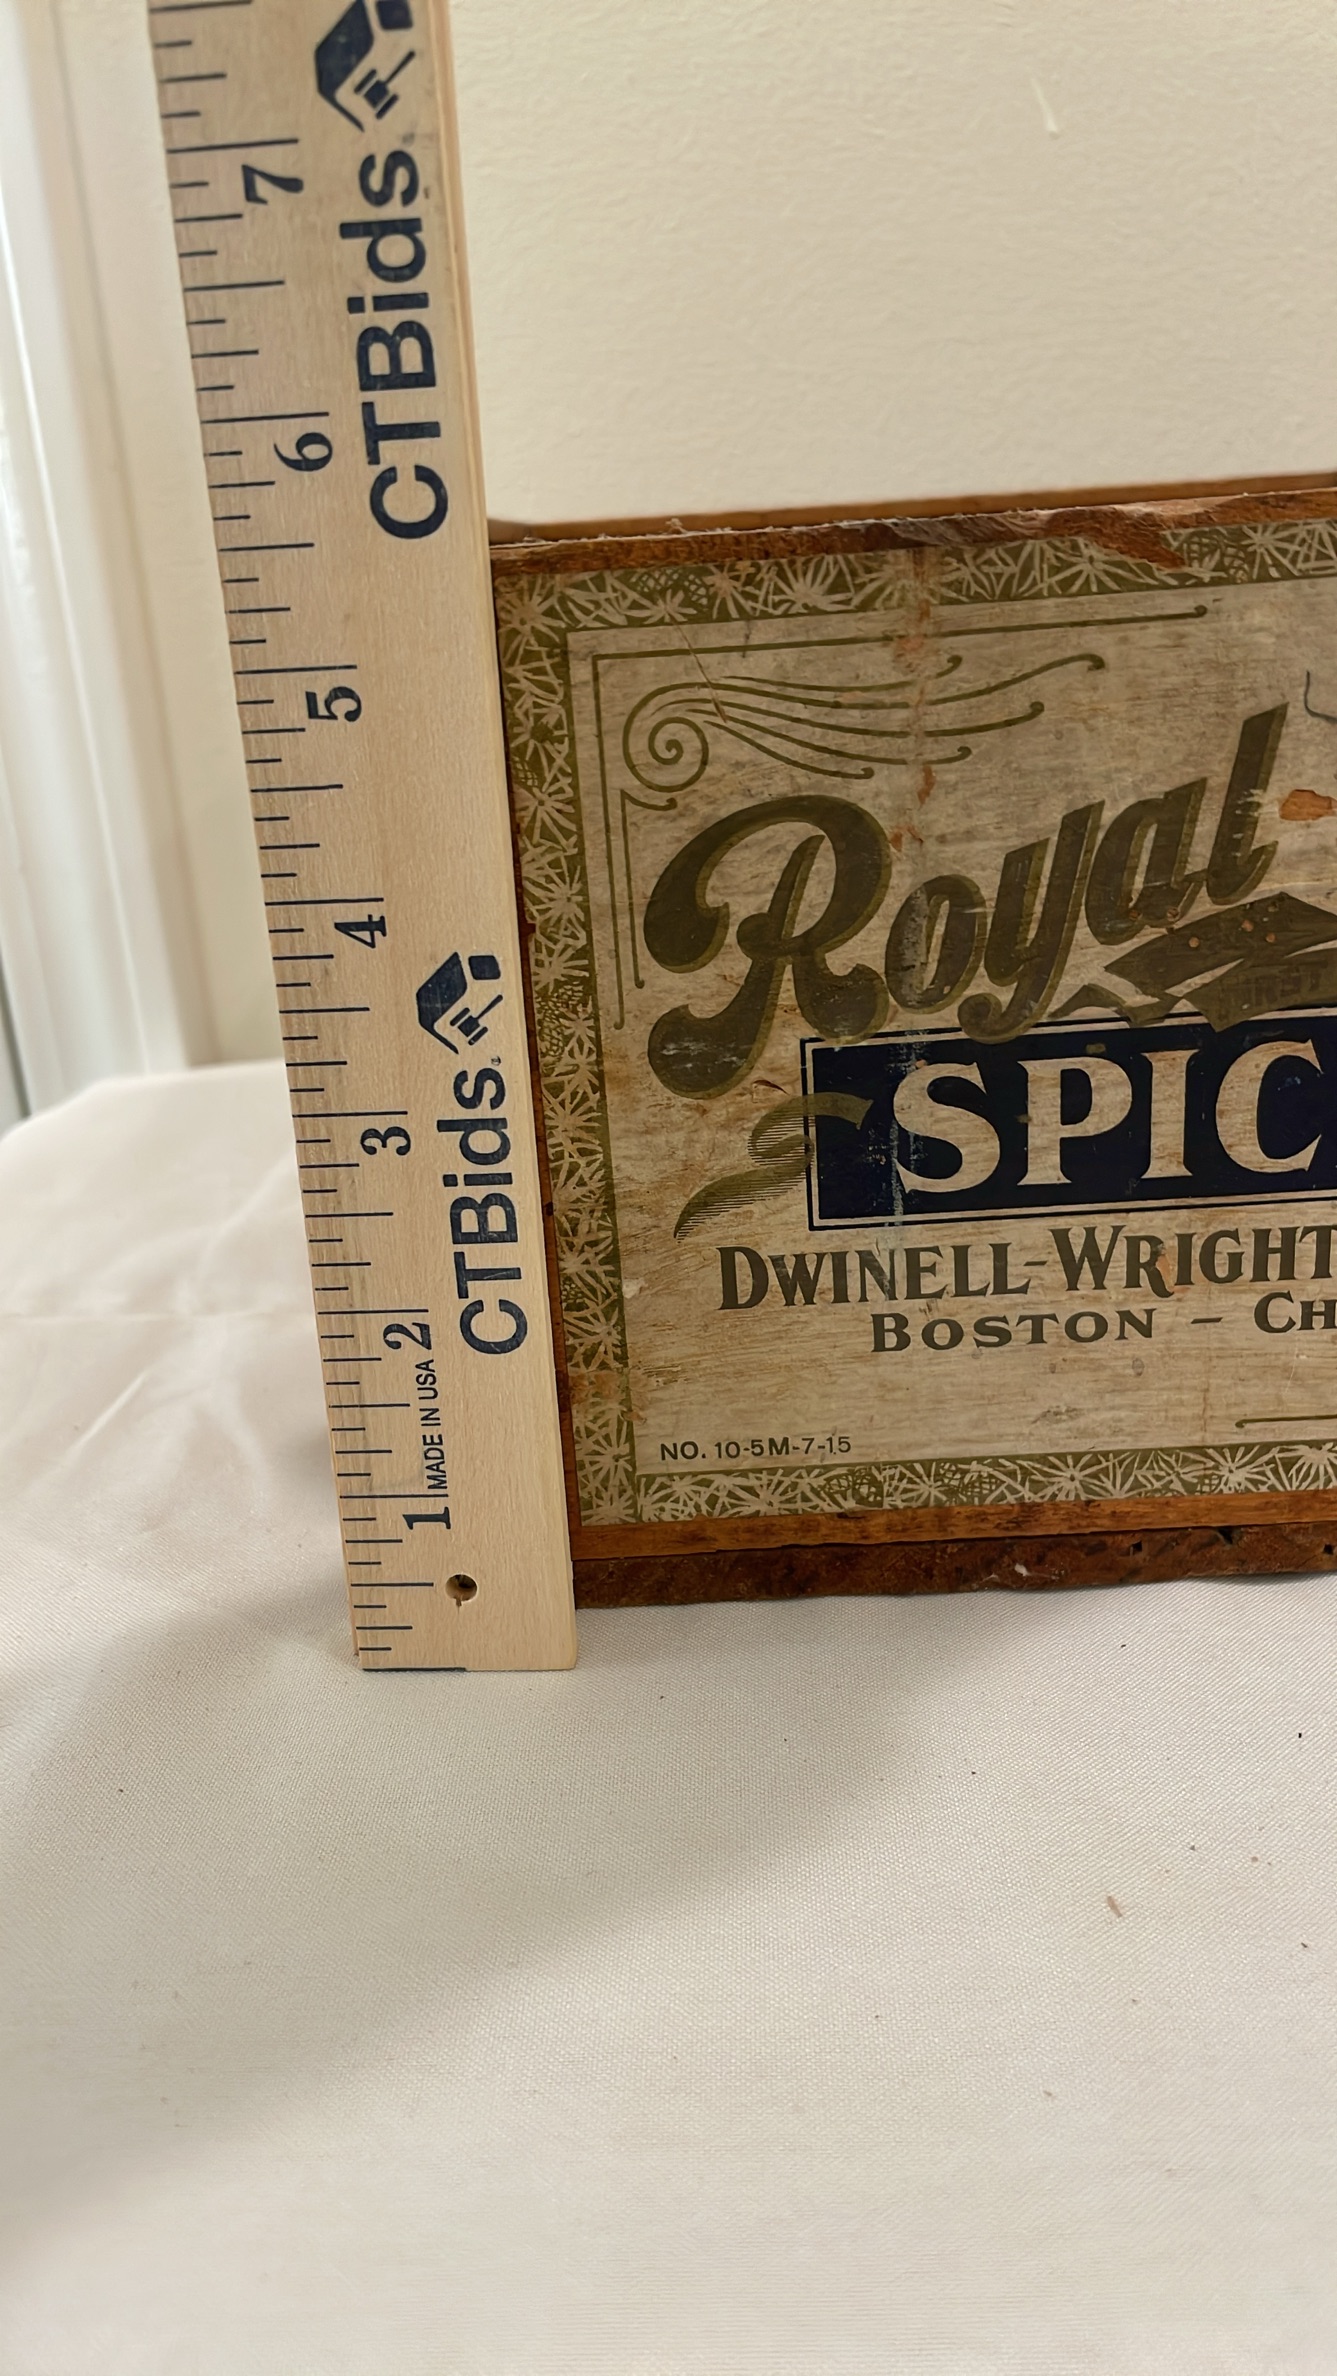 7
CTBids.
6
5
4
3
CTBids.
2
MADE IN USA
1
Royal
SPIC
DWINELL-WRIGHT
BOSTON - CH
NO. 10-5M-7-15